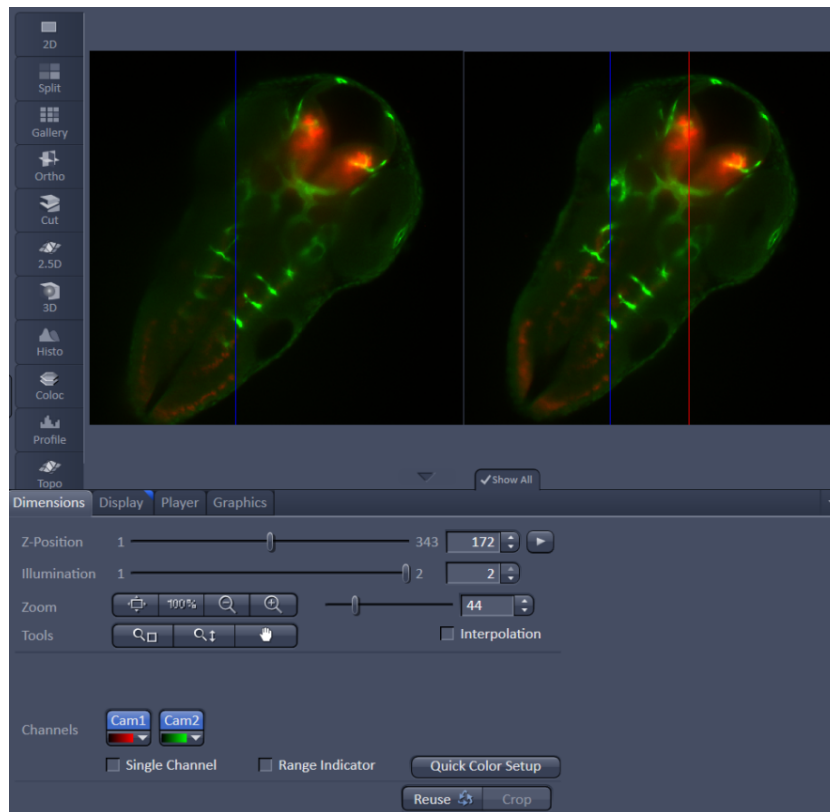 2D
Split
Gallery
Ortho
Cut
2.5D
3D
Histo
Coloc
Profile
Topo
Show All
Dimensions Display Player Graphics
Z-Position 1 343 172
Illumination 1 2 2
Zoom 100% 44
Tools Interpolation
Channels Cam1 Cam2
Single Channel Range Indicator Quick Color Setup
Reuse Crop